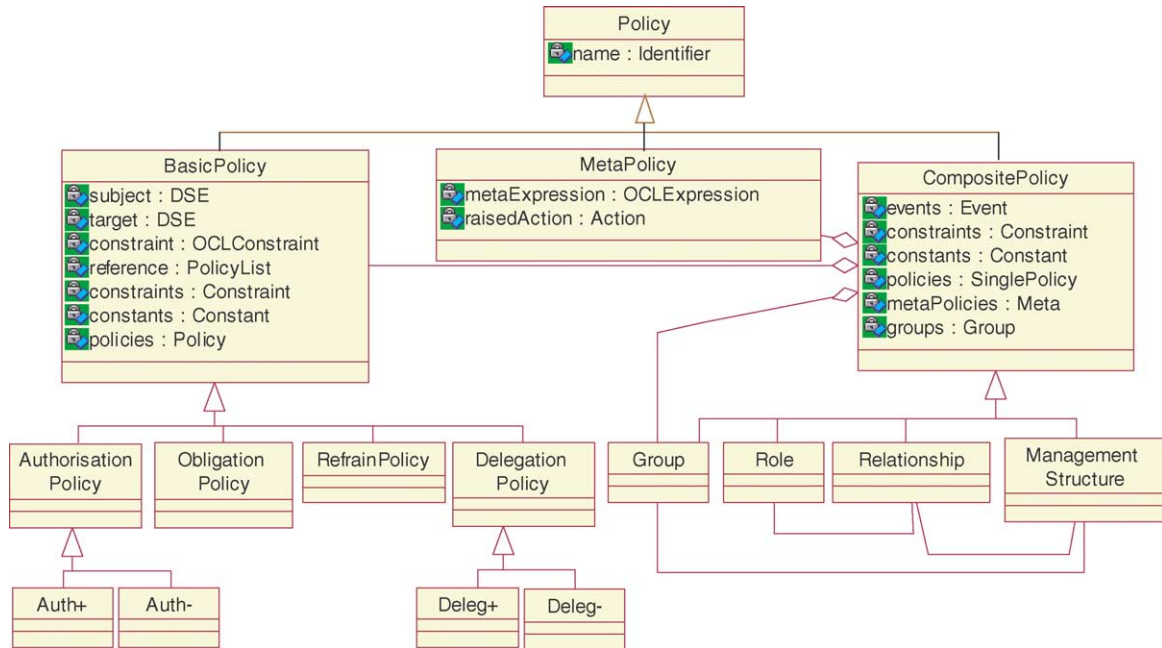 Policy
name : Identifier
BasicPolicy
subject : DSE
target : DSE
constraint : OCLConstraint
reference : PolicyList
constraints : Constraint
constants : Constant
policies : Policy
MetaPolicy
metaExpression : OCLExpression
raisedAction : Action
CompositePolicy
events : Event
constraints : Constraint
constants : Constant
policies : SinglePolicy
metaPolicies : Meta
groups : Group
Authorisation
Policy
Obligation
Policy
RefrainPolicy
Delegation
Policy
Group
Role
Relationship
Management
Structure
Auth+
Auth-
Deleg+
Deleg-